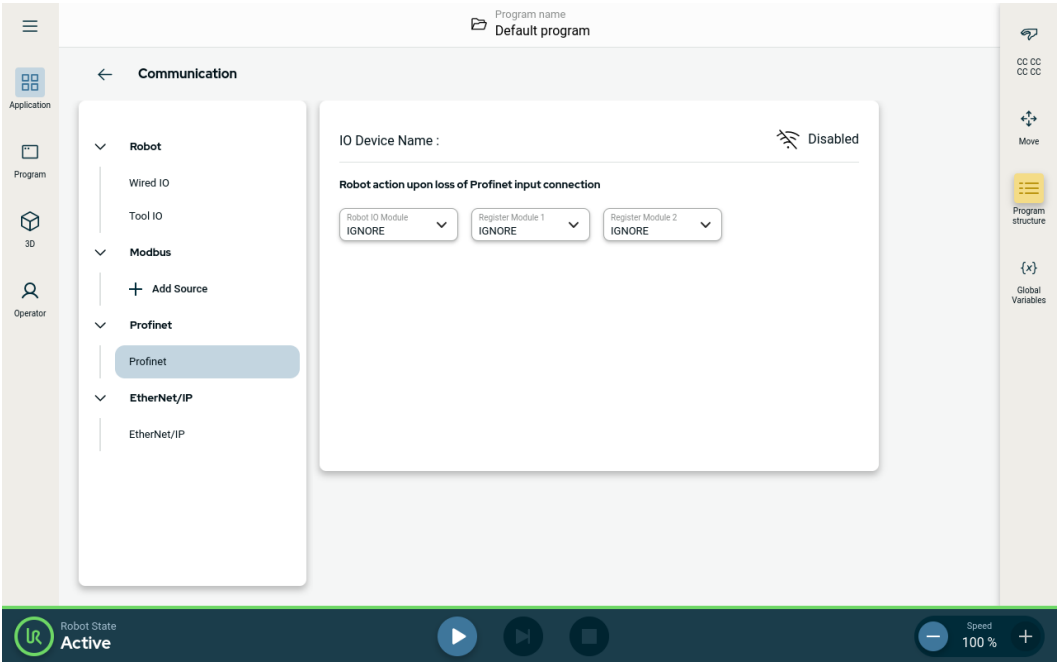 Program name
Default program
Application
Program
3D
Operator
Communication
Robot
Wired IO
Tool IO
Modbus
Add Source
Profinet
Profinet
EtherNet/IP
EtherNet/IP
IO Device Name :
Disabled
Robot action upon loss of Profinet input connection
Robot IO Module
IGNORE
Register Module 1
IGNORE
Register Module 2
IGNORE
CC CC
CC CC
Move
Program
structure
{x}
Global
Variables
UR
Robot State
Active
Speed
100 %